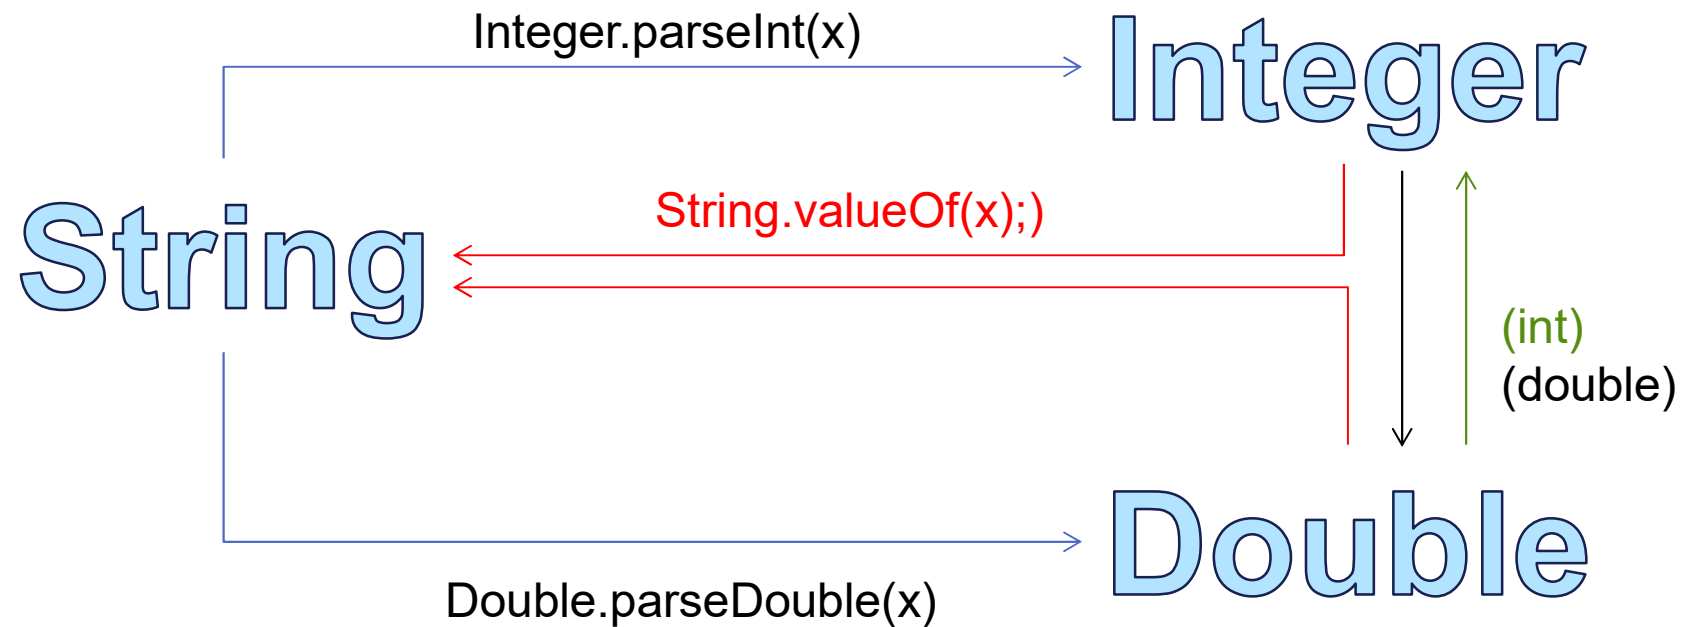 Integer.parseInt(x)
Integer
String.valueOf(x);)
String
(int)
(double)
Double
Double.parseDouble(x)